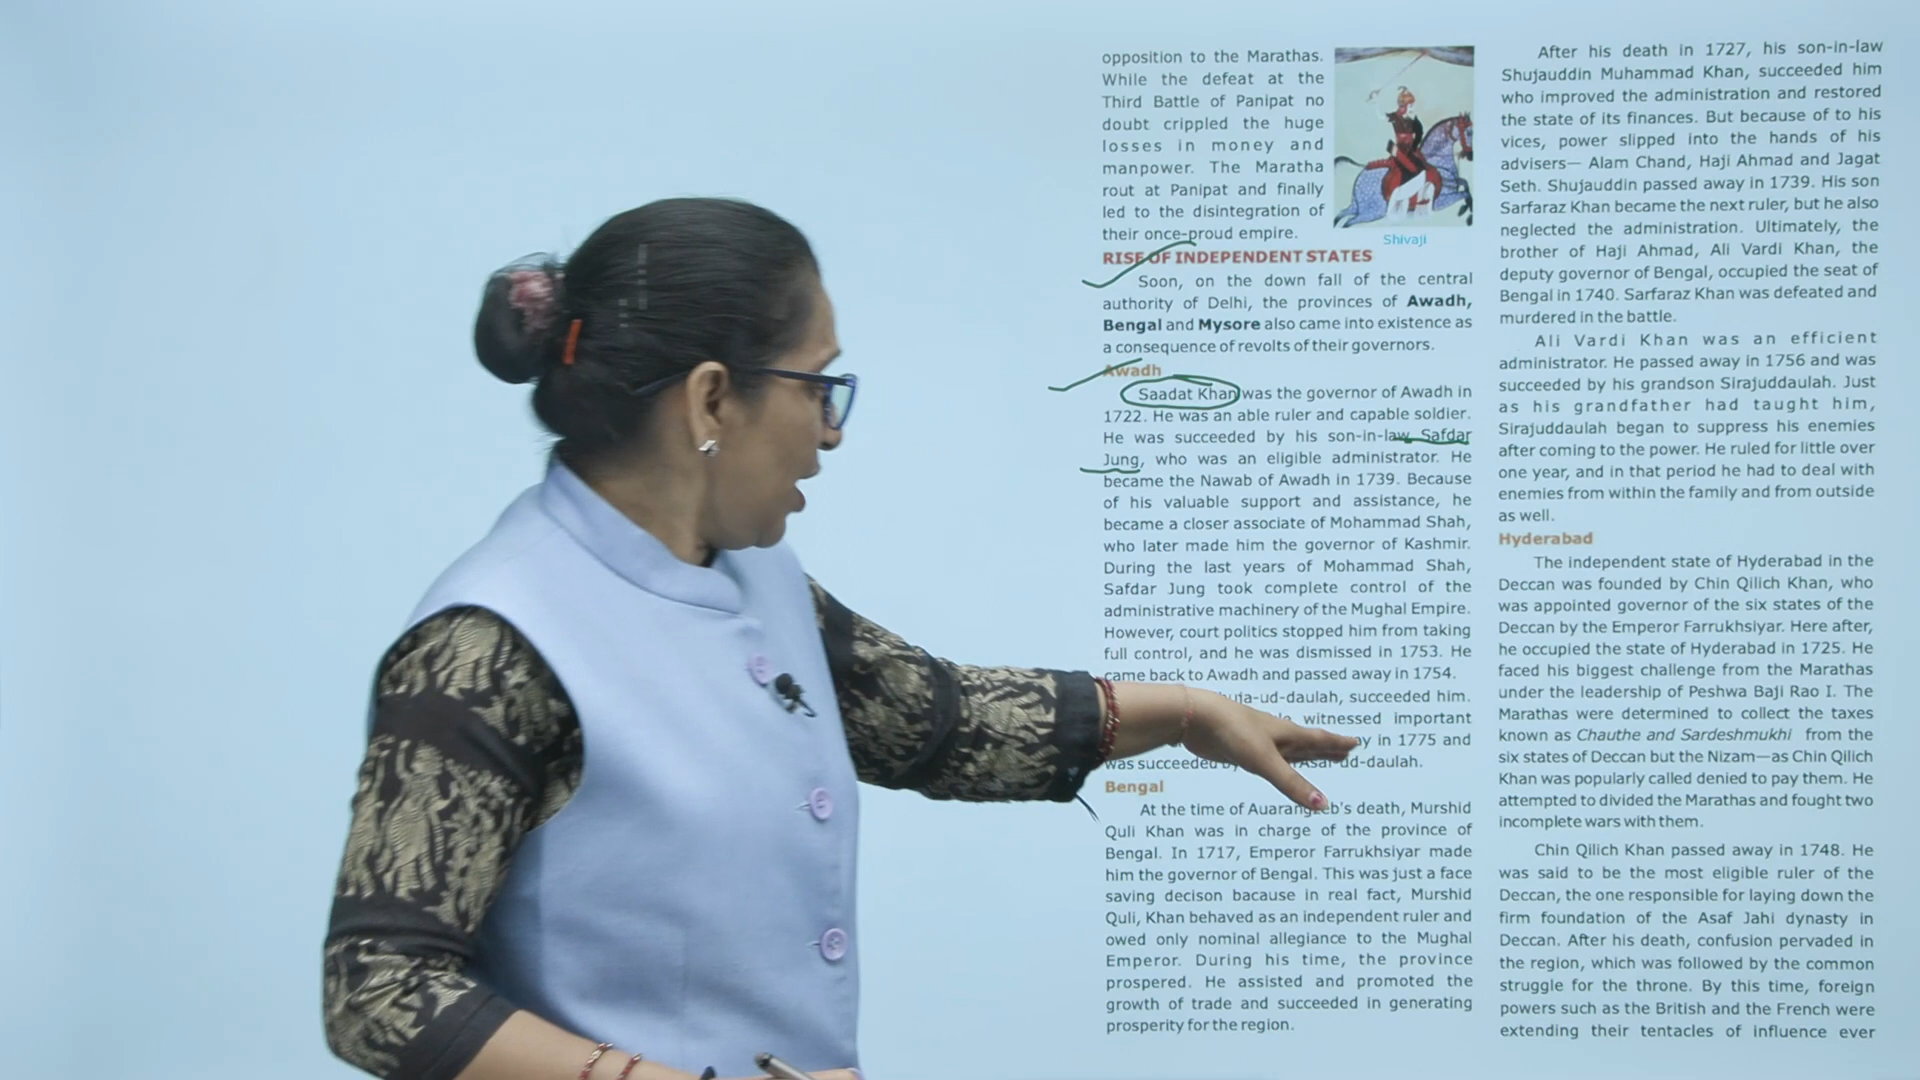 opposition to the Marathas.
While the defeat at the
Third Battle of Panipat no
doubt crippled the huge
losses in money and
manpower. The Maratha
rout at Panipat and finally
led to the disintegration of
their once-proud empire.
Shivaji
RISE OF INDEPENDENT STATES
Soon, on the down fall of the central
authority of Delhi, the provinces of Awadh,
Bengal and Mysore also came into existence as
a consequence of revolts of their governors.
Awadh
Saadat Khan was the governor of Awadh in
1722. He was an able ruler and capable soldier.
He was succeeded by his son-in-law Safdar
Jung, who was an eligible administrator. He
became the Nawab of Awadh in 1739. Because
of his valuable support and assistance, he
became a closer associate of Mohammad Shah,
who later made him the governor of Kashmir.
During the last years of Mohammad Shah,
Safdar Jung took complete control of the
administrative machinery of the Mughal Empire.
However, court politics stopped him from taking
full control, and he was dismissed in 1753. He
came back to Awadh and passed away in 1754.
succeeded him.
witnessed important
in 1775 and
was succeeded
Bengal
At the time of Auarangzeb's death, Murshid
Quli Khan was in charge of the province of
Bengal. In 1717, Emperor Farrukhsiyar made
him the governor of Bengal. This was just a face
saving decison bacause in real fact, Murshid
Quli, Khan behaved as an independent ruler and
owed only nominal allegiance to the Mughal
Emperor. During his time, the province
prospered. He assisted and promoted the
growth of trade and succeeded in generating
prosperity for the region.
After his death in 1727, his son-in-law
Shujauddin Muhammad Khan, succeeded him
who improved the administration and restored
the state of its finances. But because of to his
vices, power slipped into the hands of his
advisers— Alam Chand, Haji Ahmad and Jagat
Seth. Shujauddin passed away in 1739. His son
Sarfaraz Khan became the next ruler, but he also
neglected the administration. Ultimately, the
brother of Haji Ahmad, Ali Vardi Khan, the
deputy governor of Bengal, occupied the seat of
Bengal in 1740. Sarfaraz Khan was defeated and
murdered in the battle.
Ali Vardi Khan was an efficient
administrator. He passed away in 1756 and was
succeeded by his grandson Sirajuddaulah. Just
as his grandfather had taught him,
Sirajuddaulah began to suppress his enemies
after coming to the power. He ruled for little over
one year, and in that period he had to deal with
enemies from within the family and from outside
as well.
Hyderabad
The independent state of Hyderabad in the
Deccan was founded by Chin Qilich Khan, who
was appointed governor of the six states of the
Deccan by the Emperor Farrukhsiyar. Here after,
he occupied the state of Hyderabad in 1725. He
faced his biggest challenge from the Marathas
under the leadership of Peshwa Baji Rao I. The
Marathas were determined to collect the taxes
known as Chauthe and Sardeshmukhi from the
six states of Deccan but the Nizam—as Chin Qilich
Khan was popularly called denied to pay them. He
attempted to divided the Marathas and fought two
incomplete wars with them.
Chin Qilich Khan passed away in 1748. He
was said to be the most eligible ruler of the
Deccan, the one responsible for laying down the
firm foundation of the Asaf Jahi dynasty in
Deccan. After his death, confusion pervaded in
the region, which was followed by the common
struggle for the throne. By this time, foreign
powers such as the British and the French were
extending their tentacles of influence ever